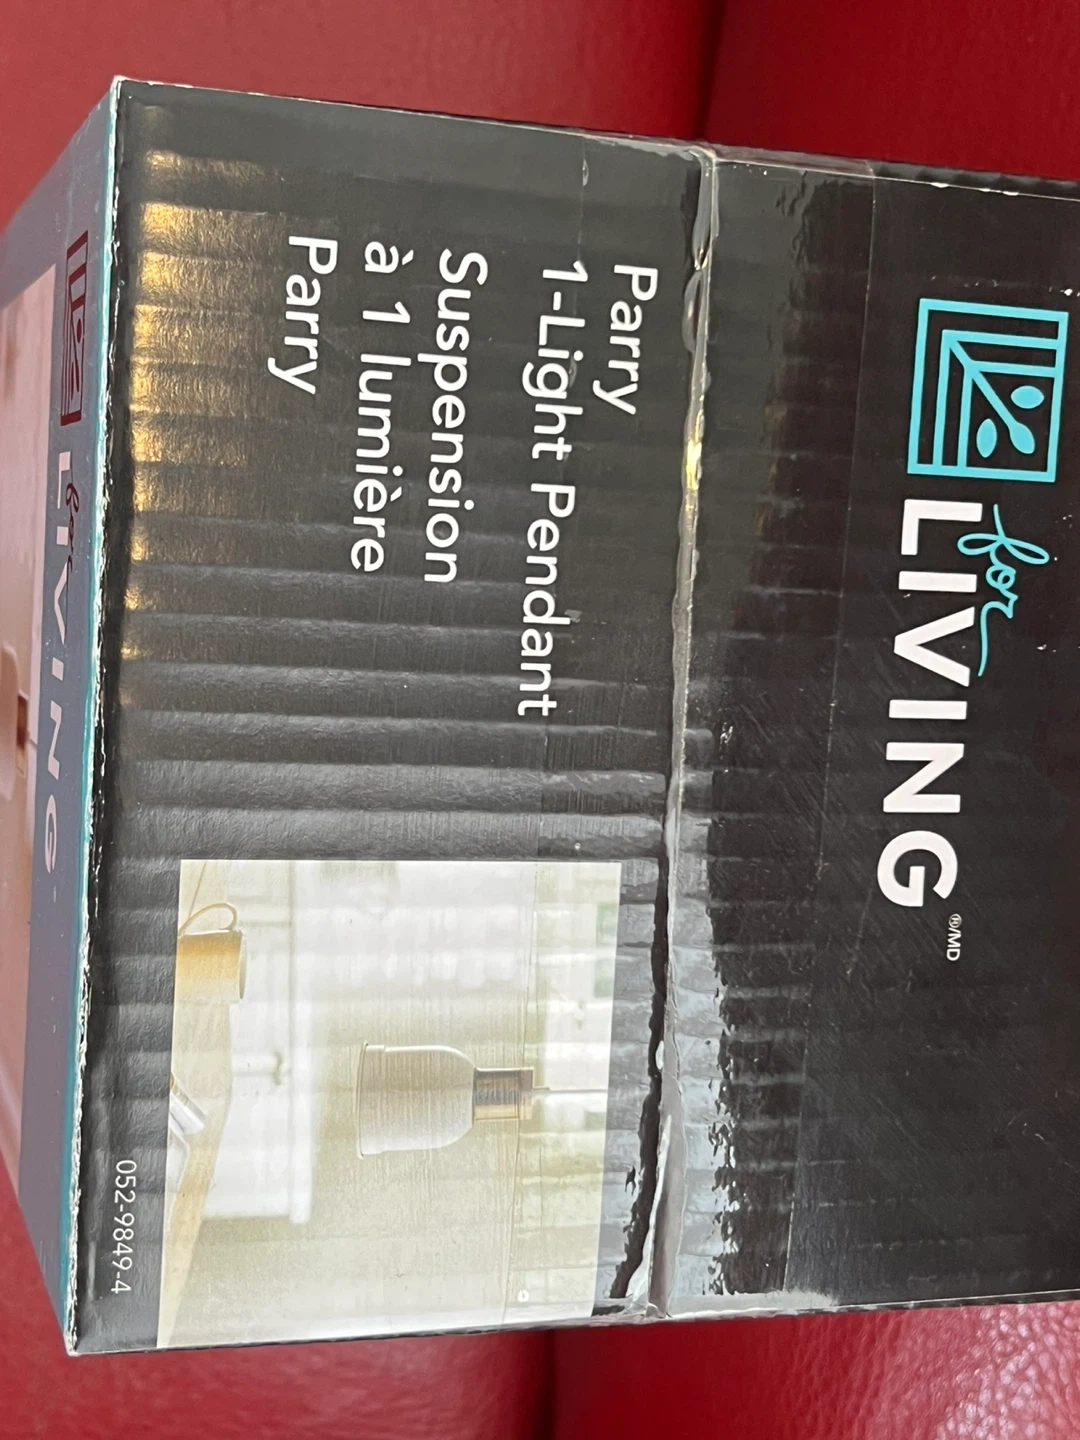 for
LIVING
®/MD
Parry
1-Light Pendant
Suspension
à 1 lumière
Parry
052-9849-4
for
LIVING